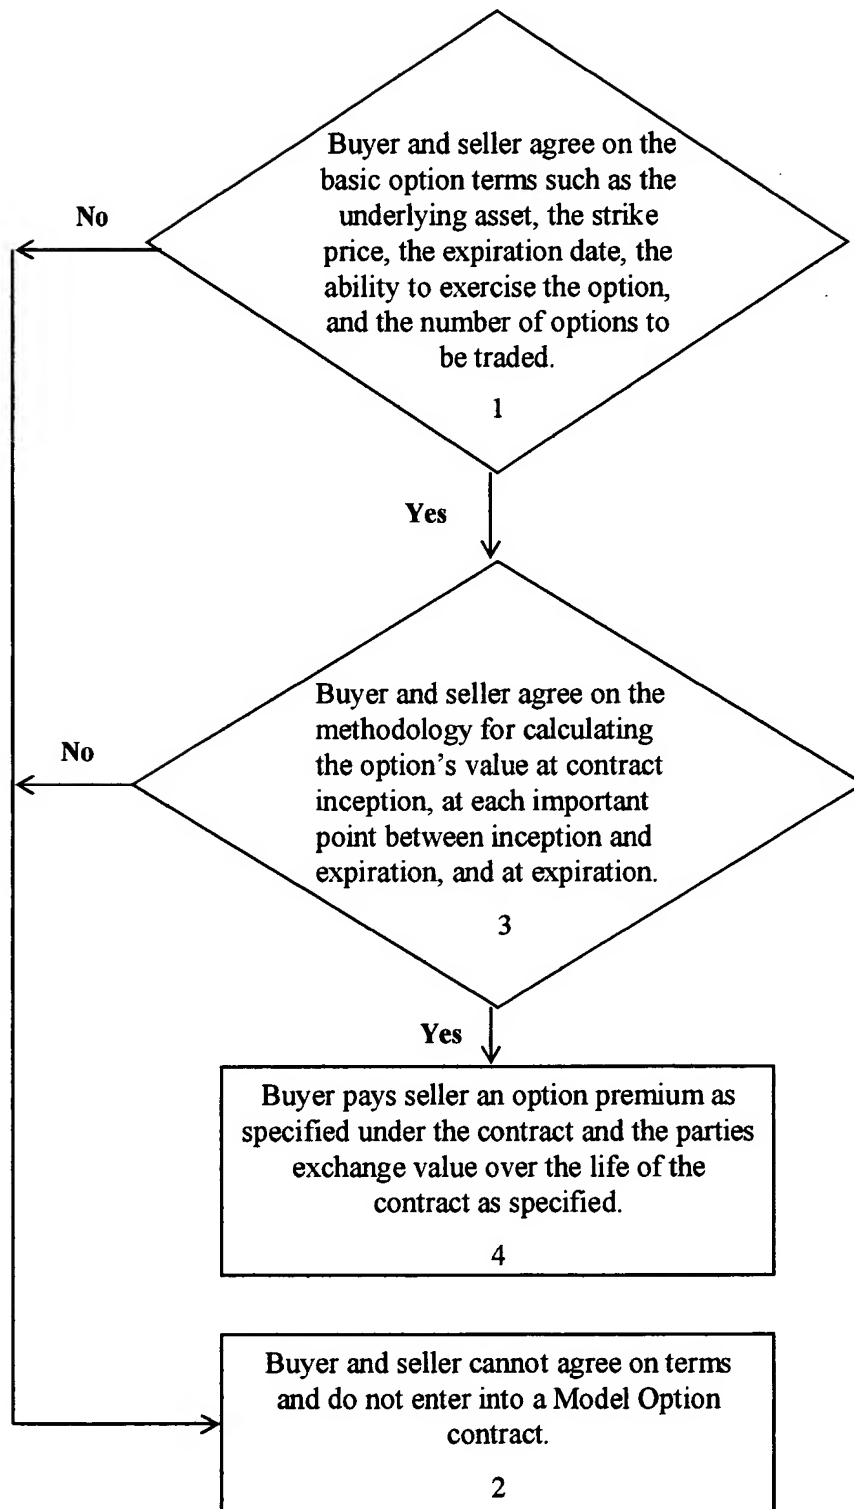 Buyer and seller agree on the
basic option terms such as the
underlying asset, the strike
price, the expiration date, the
ability to exercise the option,
and the number of options to
be traded.
1
No
Yes
Buyer and seller agree on the
methodology for calculating
the option's value at contract
inception, at each important
point between inception and
expiration, and at expiration.
3
No
Yes
Buyer pays seller an option premium as
specified under the contract and the parties
exchange value over the life of the
contract as specified.
4
Buyer and seller cannot agree on terms
and do not enter into a Model Option
contract.
2